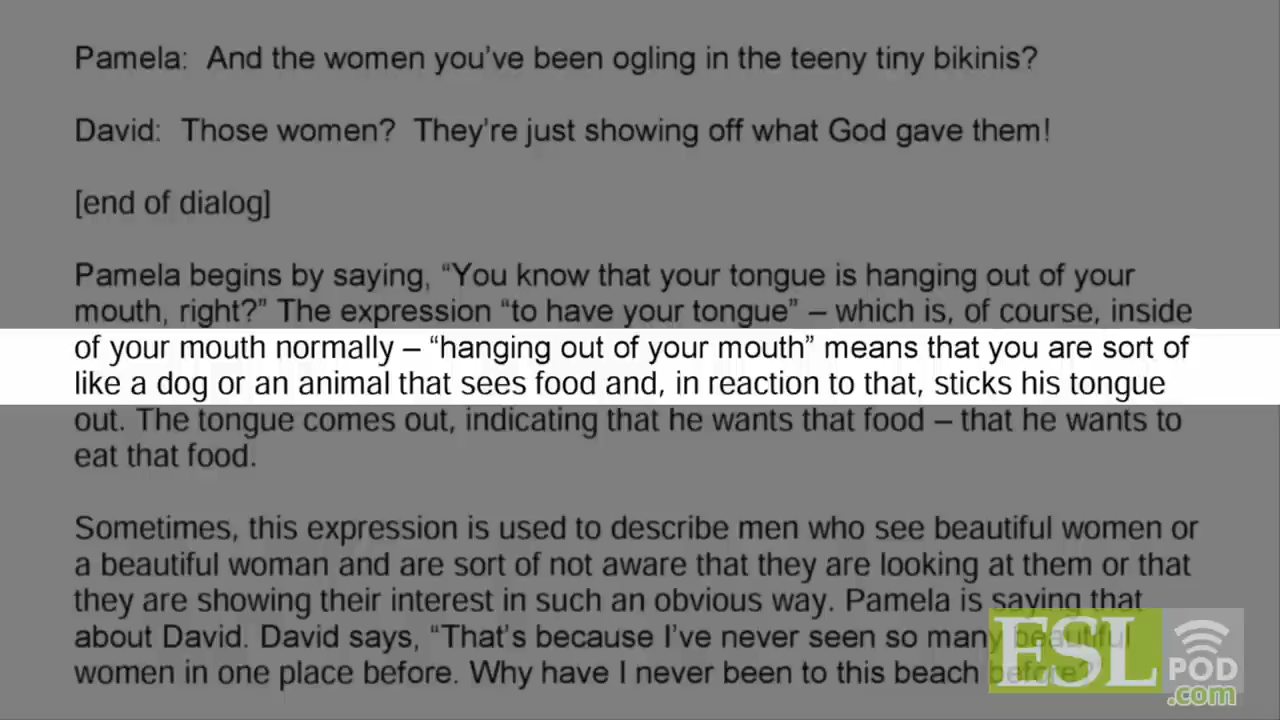 Pamela:  And the women you've been ogling in the teeny tiny bikinis?
David:  Those women?  They're just showing off what God gave them!
[end of dialog]
Pamela begins by saying, “You know that your tongue is hanging out of your
mouth, right?” The expression “to have your tongue” – which is, of course, inside
of your mouth normally – “hanging out of your mouth” means that you are sort of
like a dog or an animal that sees food and, in reaction to that, sticks his tongue
out. The tongue comes out, indicating that he wants that food – that he wants to
eat that food.
Sometimes, this expression is used to describe men who see beautiful women or
a beautiful woman and are sort of not aware that they are looking at them or that
they are showing their interest in such an obvious way. Pamela is saying that
about David. David says, “That's because I've never seen so many beautiful
women in one place before. Why have I never been to this beach before?
ESL
POD
.com